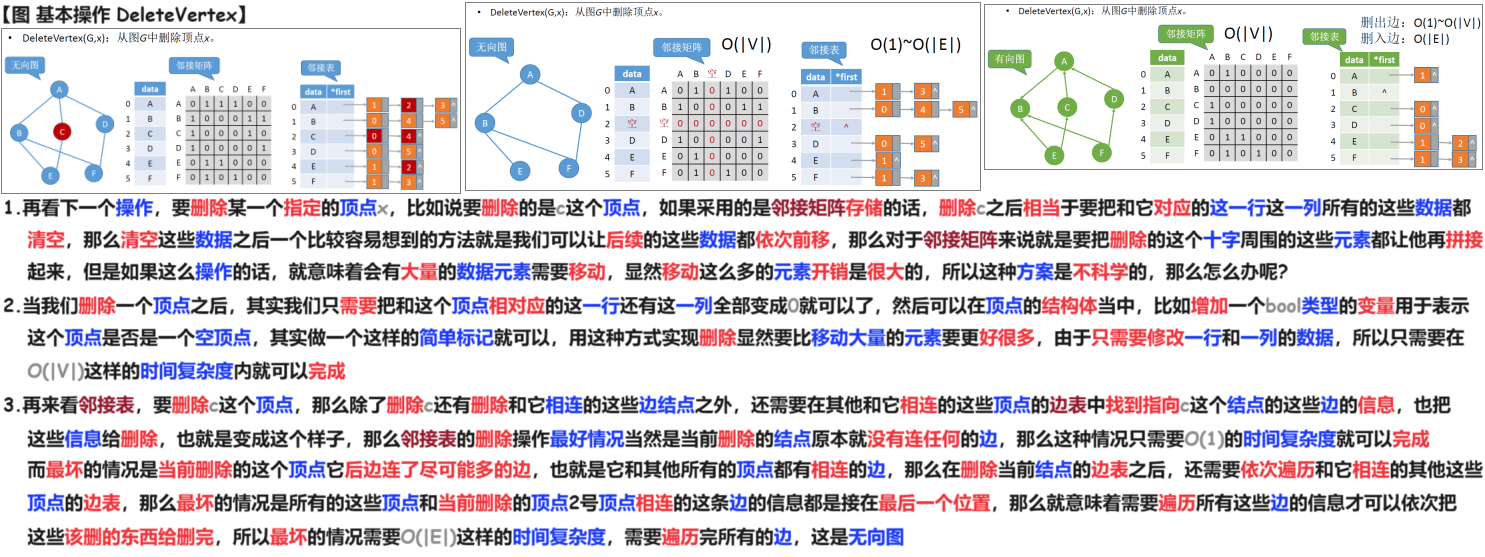 【图 基本操作 DeleteVertex】
• DeleteVertex(G,x)：从图G中删除顶点x。
无向图
A
B
C
D
E
F
邻接矩阵
data
0 A
1 B
2 C
3 D
4 E
5 F
A B C D E F
A 0 1 1 1 0 0
B 1 0 0 0 1 1
C 1 0 0 0 1 0
D 1 0 0 0 0 1
E 0 1 1 0 0 0
F 0 1 0 1 0 0
邻接表
data *first
0 A 1 2 3 ^
1 B 0 4 5 ^
2 C 0 4 ^
3 D 0 5 ^
4 E 1 2 ^
5 F 1 3 ^
• DeleteVertex(G,x)：从图G中删除顶点x。
无向图
A
B
D
E
F
邻接矩阵
O(|V|)
data
0 A
1 B
2 空
3 D
4 E
5 F
A B 空 D E F
A 0 1 0 1 0 0
B 1 0 0 0 1 1
空 0 0 0 0 0 0
D 1 0 0 0 0 1
E 0 1 0 0 0 0
F 0 1 0 1 0 0
邻接表
O(1)~O(|E|)
data *first
0 A 1 3 ^
1 B 0 4 5 ^
2 空 ^
3 D 0 5 ^
4 E 1 ^
5 F 1 3 ^
• DeleteVertex(G,x)：从图G中删除顶点x。
有向图
A
B
C
D
E
F
邻接矩阵
O(|V|)
data
0 A
1 B
2 C
3 D
4 E
5 F
A B C D E F
A 0 1 0 0 0 0
B 0 0 0 0 0 0
C 1 0 0 0 0 0
D 1 0 0 0 0 0
E 0 1 1 0 0 0
F 0 1 0 1 0 0
删出边：O(1)~O(|V|)
删入边：O(|E|)
邻接表
data *first
0 A 1 ^
1 B ^
2 C 0 ^
3 D 0 ^
4 E 1 2 ^
5 F 1 3 ^
1.再看下一个操作，要删除某一个指定的顶点x，比如说要删除的是c这个顶点，如果采用的是邻接矩阵存储的话，删除c之后相当于要把和它对应的这一行这一列所有的这些数据都
清空，那么清空这些数据之后一个比较容易想到的方法就是我们可以让后续的这些数据都依次前移，那么对于邻接矩阵来说就是要把删除的这个十字周围的这些元素都让他再拼接
起来，但是如果这么操作的话，就意味着会有大量的数据元素需要移动，显然移动这么多的元素开销是很大的，所以这种方案是不科学的，那么怎么办呢?
2.当我们删除一个顶点之后，其实我们只需要把和这个顶点相对应的这一行还有这一列全部变成0就可以了，然后可以在顶点的结构体当中，比如增加一个bool类型的变量用于表示
这个顶点是否是一个空顶点，其实做一个这样的简单标记就可以，用这种方式实现删除显然要比移动大量的元素要更好很多，由于只需要修改一行和一列的数据，所以只需要在
O(|V|)这样的时间复杂度内就可以完成
3.再来看邻接表，要删除c这个顶点，那么除了删除c还有删除和它相连的这些边结点之外，还需要在其他和它相连的这些顶点的边表中找到指向c这个结点的这些边的信息，也把
这些信息给删除，也就是变成这个样子，那么邻接表的删除操作最好情况当然是当前删除的结点原本就没有连任何的边，那么这种情况只需要O(1)的时间复杂度就可以完成
而最坏的情况是当前删除的这个顶点它后边连了尽可能多的边，也就是它和其他所有的顶点都有相连的边，那么在删除当前结点的边表之后，还需要依次遍历和它相连的其他这些
顶点的边表，那么最坏的情况是所有的这些顶点和当前删除的顶点2号顶点相连的这条边的信息都是接在最后一个位置，那么就意味着需要遍历所有这些边的信息才可以依次把
这些该删的东西给删完，所以最坏的情况需要O(|E|)这样的时间复杂度，需要遍历完所有的边，这是无向图